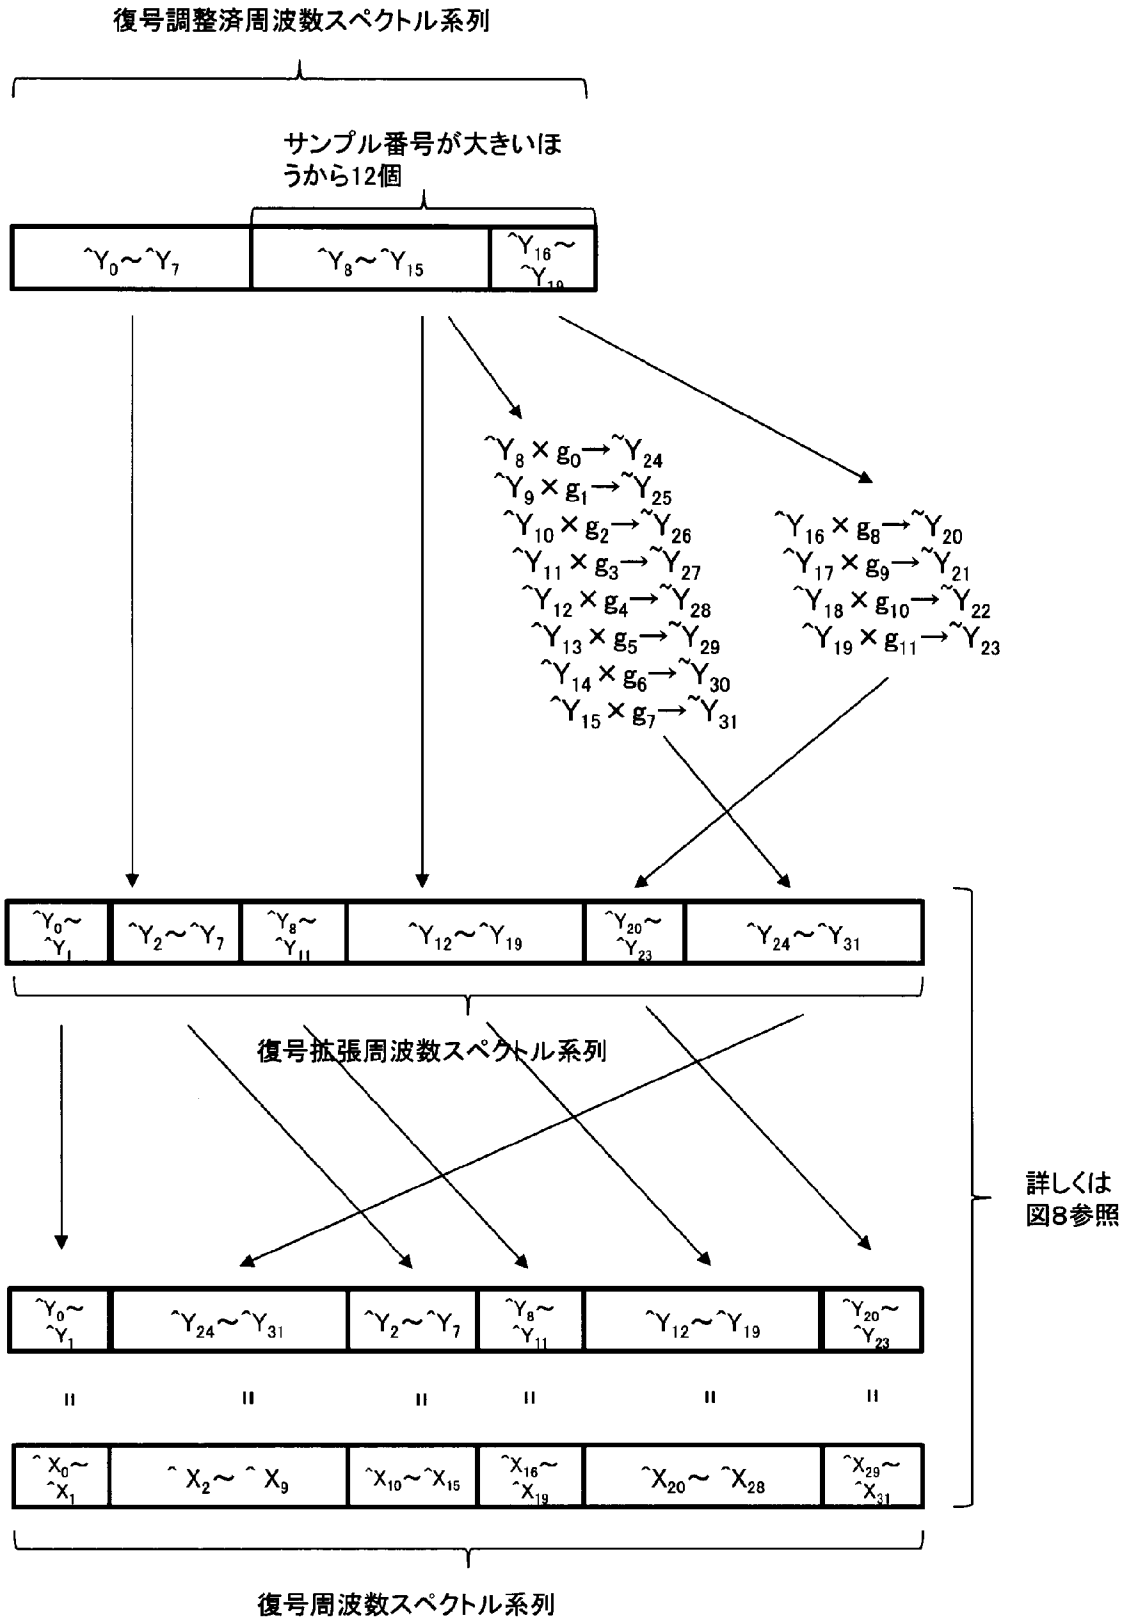 復号調整済周波数スペクトル系列
サンプル番号が大きいほ
うから12個
^Y0～^Y7
^Y8～^Y15
^Y16～
^Y19
^Y8×g0→~Y24
^Y9×g1→~Y25
^Y10×g2→~Y26
^Y11×g3→~Y27
^Y12×g4→~Y28
^Y13×g5→~Y29
^Y14×g6→~Y30
^Y15×g7→~Y31
^Y16×g8→~Y20
^Y17×g9→~Y21
^Y18×g10→~Y22
^Y19×g11→~Y23
^Y0～
^Y1
^Y2～^Y7
^Y8～
^Y11
^Y12～^Y19
^Y20～
^Y23
^Y24～^Y31
復号拡張周波数スペクトル系列
詳しくは
図8参照
^Y0～
^Y1
^Y24～^Y31
^Y2～^Y7
^Y8～
^Y11
^Y12～^Y19
^Y20～
^Y23
= = = = = =
^X0～
^X1
^X2～^X9
^X10～^X15
^X16～
^X19
^X20～^X28
^X29～
^X31
復号周波数スペクトル系列